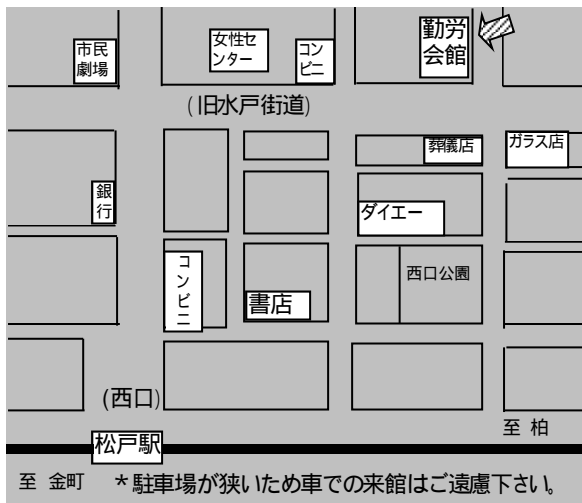 市民
劇場
女性セ
ンター
コン
ビニ
勤労
会館
(旧水戸街道)
葬儀店
ガラス店
銀
行
ダイエー
コ
ン
ビ
ニ
書店
西口公園
(西口)
至 柏
松戸駅
至 金町
*駐車場が狭いため車での来館はご遠慮下さい。